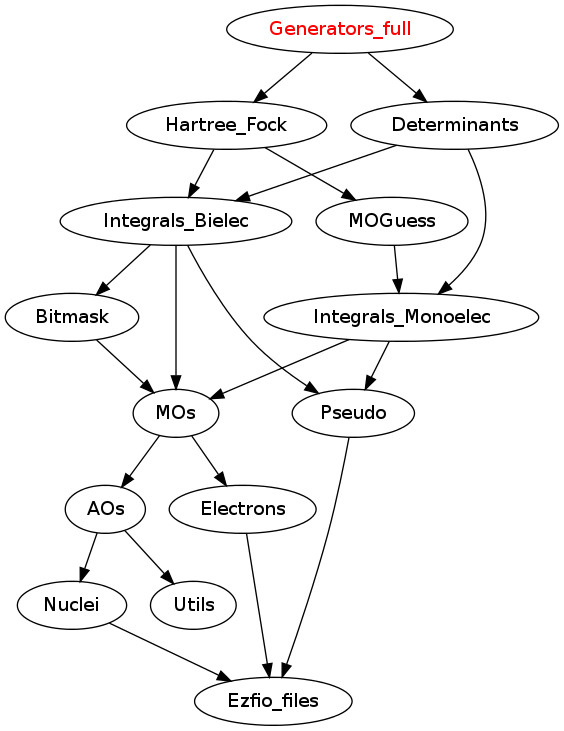 Generators_full
Hartree_Fock
Determinants
Integrals_Bielec
MOGuess
Bitmask
Integrals_Monoelec
MOs
Pseudo
AOs
Electrons
Nuclei
Utils
Ezfio_files